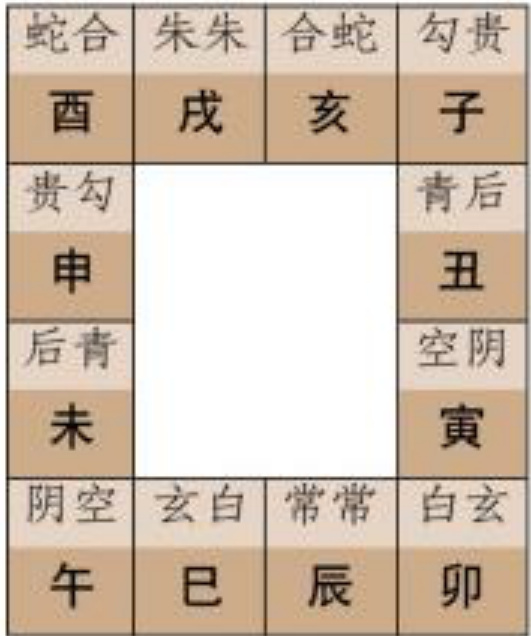 蛇合 朱朱 合蛇 勾贵
酉 戌 亥 子
贵勾 青后
申 丑
后青 空阴
未 寅
阴空 玄白 常常 白玄
午 巳 辰 卯